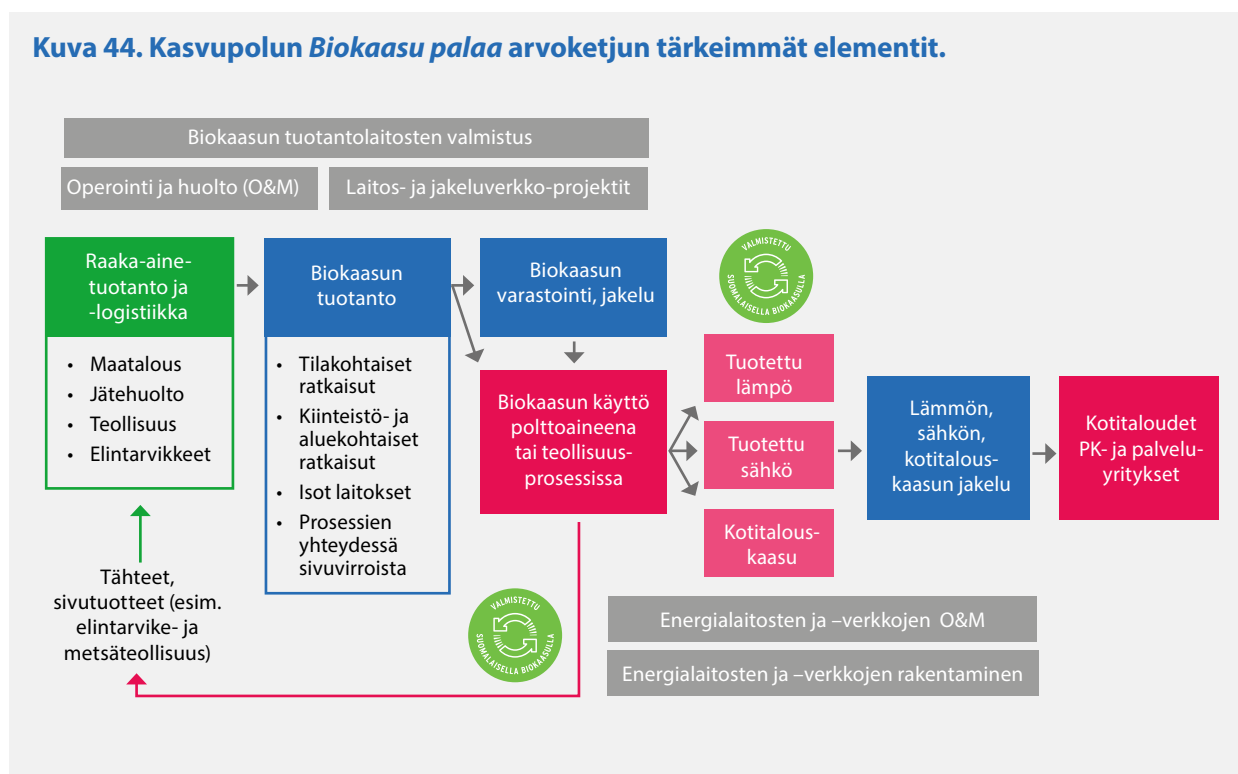 Kuva 44. Kasvupolun Biokaasu palaa arvoketjun tärkeimmät elementit.
Biokaasun tuotantolaitosten valmistus
Operointi ja huolto (O&M)
Laitos- ja jakeluverkko-projektit
Raaka-aine-
tuotanto ja
-logistiikka
• Maatalous
• Jätehuolto
• Teollisuus
• Elintarvikkeet
Biokaasun
tuotanto
• Tilakohtaiset
ratkaisut
• Kiinteistö- ja
aluekohtaiset
ratkaisut
• Isot laitokset
• Prosessien
yhteydessä
sivuvirroista
Biokaasun
varastointi, jakelu
Biokaasun käyttö
polttoaineena
tai teollisuus-
prosessissa
VALMISTETTU
SUOMALAISELLA BIOKAASULLA
Tuotettu
lämpö
Tuotettu
sähkö
Kotitalous-
kaasu
Lämmön,
sähkön,
kotitalous-
kaasun jakelu
Kotitaloudet
PK- ja palvelu-
yritykset
Tähteet,
sivutuotteet (esim.
elintarvike- ja
metsäteollisuus)
VALMISTETTU
SUOMALAISELLA BIOKAASULLA
Energialaitosten ja –verkkojen O&M
Energialaitosten ja –verkkojen rakentaminen